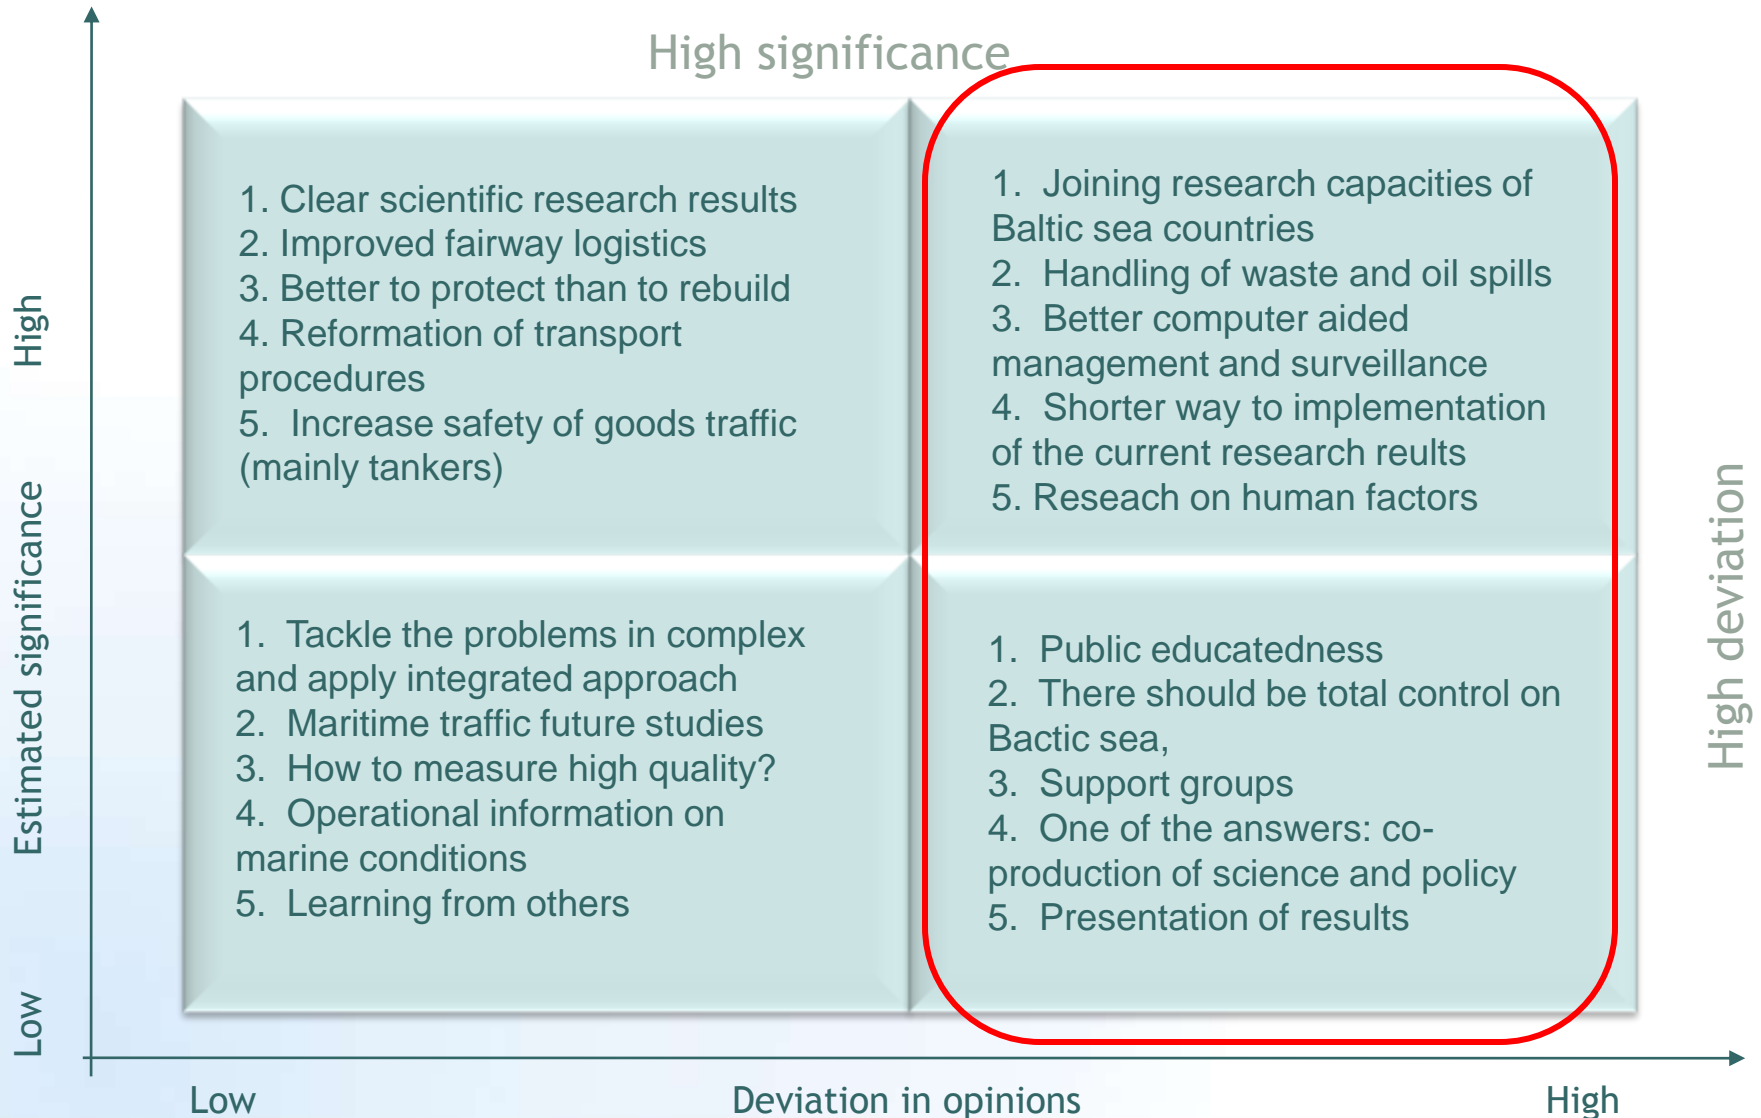 High significance
1. Clear scientific research results
2. Improved fairway logistics
3. Better to protect than to rebuild
4. Reformation of transport
procedures
5. Increase safety of goods traffic
(mainly tankers)
1. Joining research capacities of
Baltic sea countries
2. Handling of waste and oil spills
3. Better computer aided
management and surveillance
4. Shorter way to implementation
of the current research reults
5. Reseach on human factors
1. Tackle the problems in complex
and apply integrated approach
2. Maritime traffic future studies
3. How to measure high quality?
4. Operational information on
marine conditions
5. Learning from others
1. Public educatedness
2. There should be total control on
Bactic sea,
3. Support groups
4. One of the answers: co-
production of science and policy
5. Presentation of results
High
Estimated significance
Low
High deviation
Low
Deviation in opinions
High